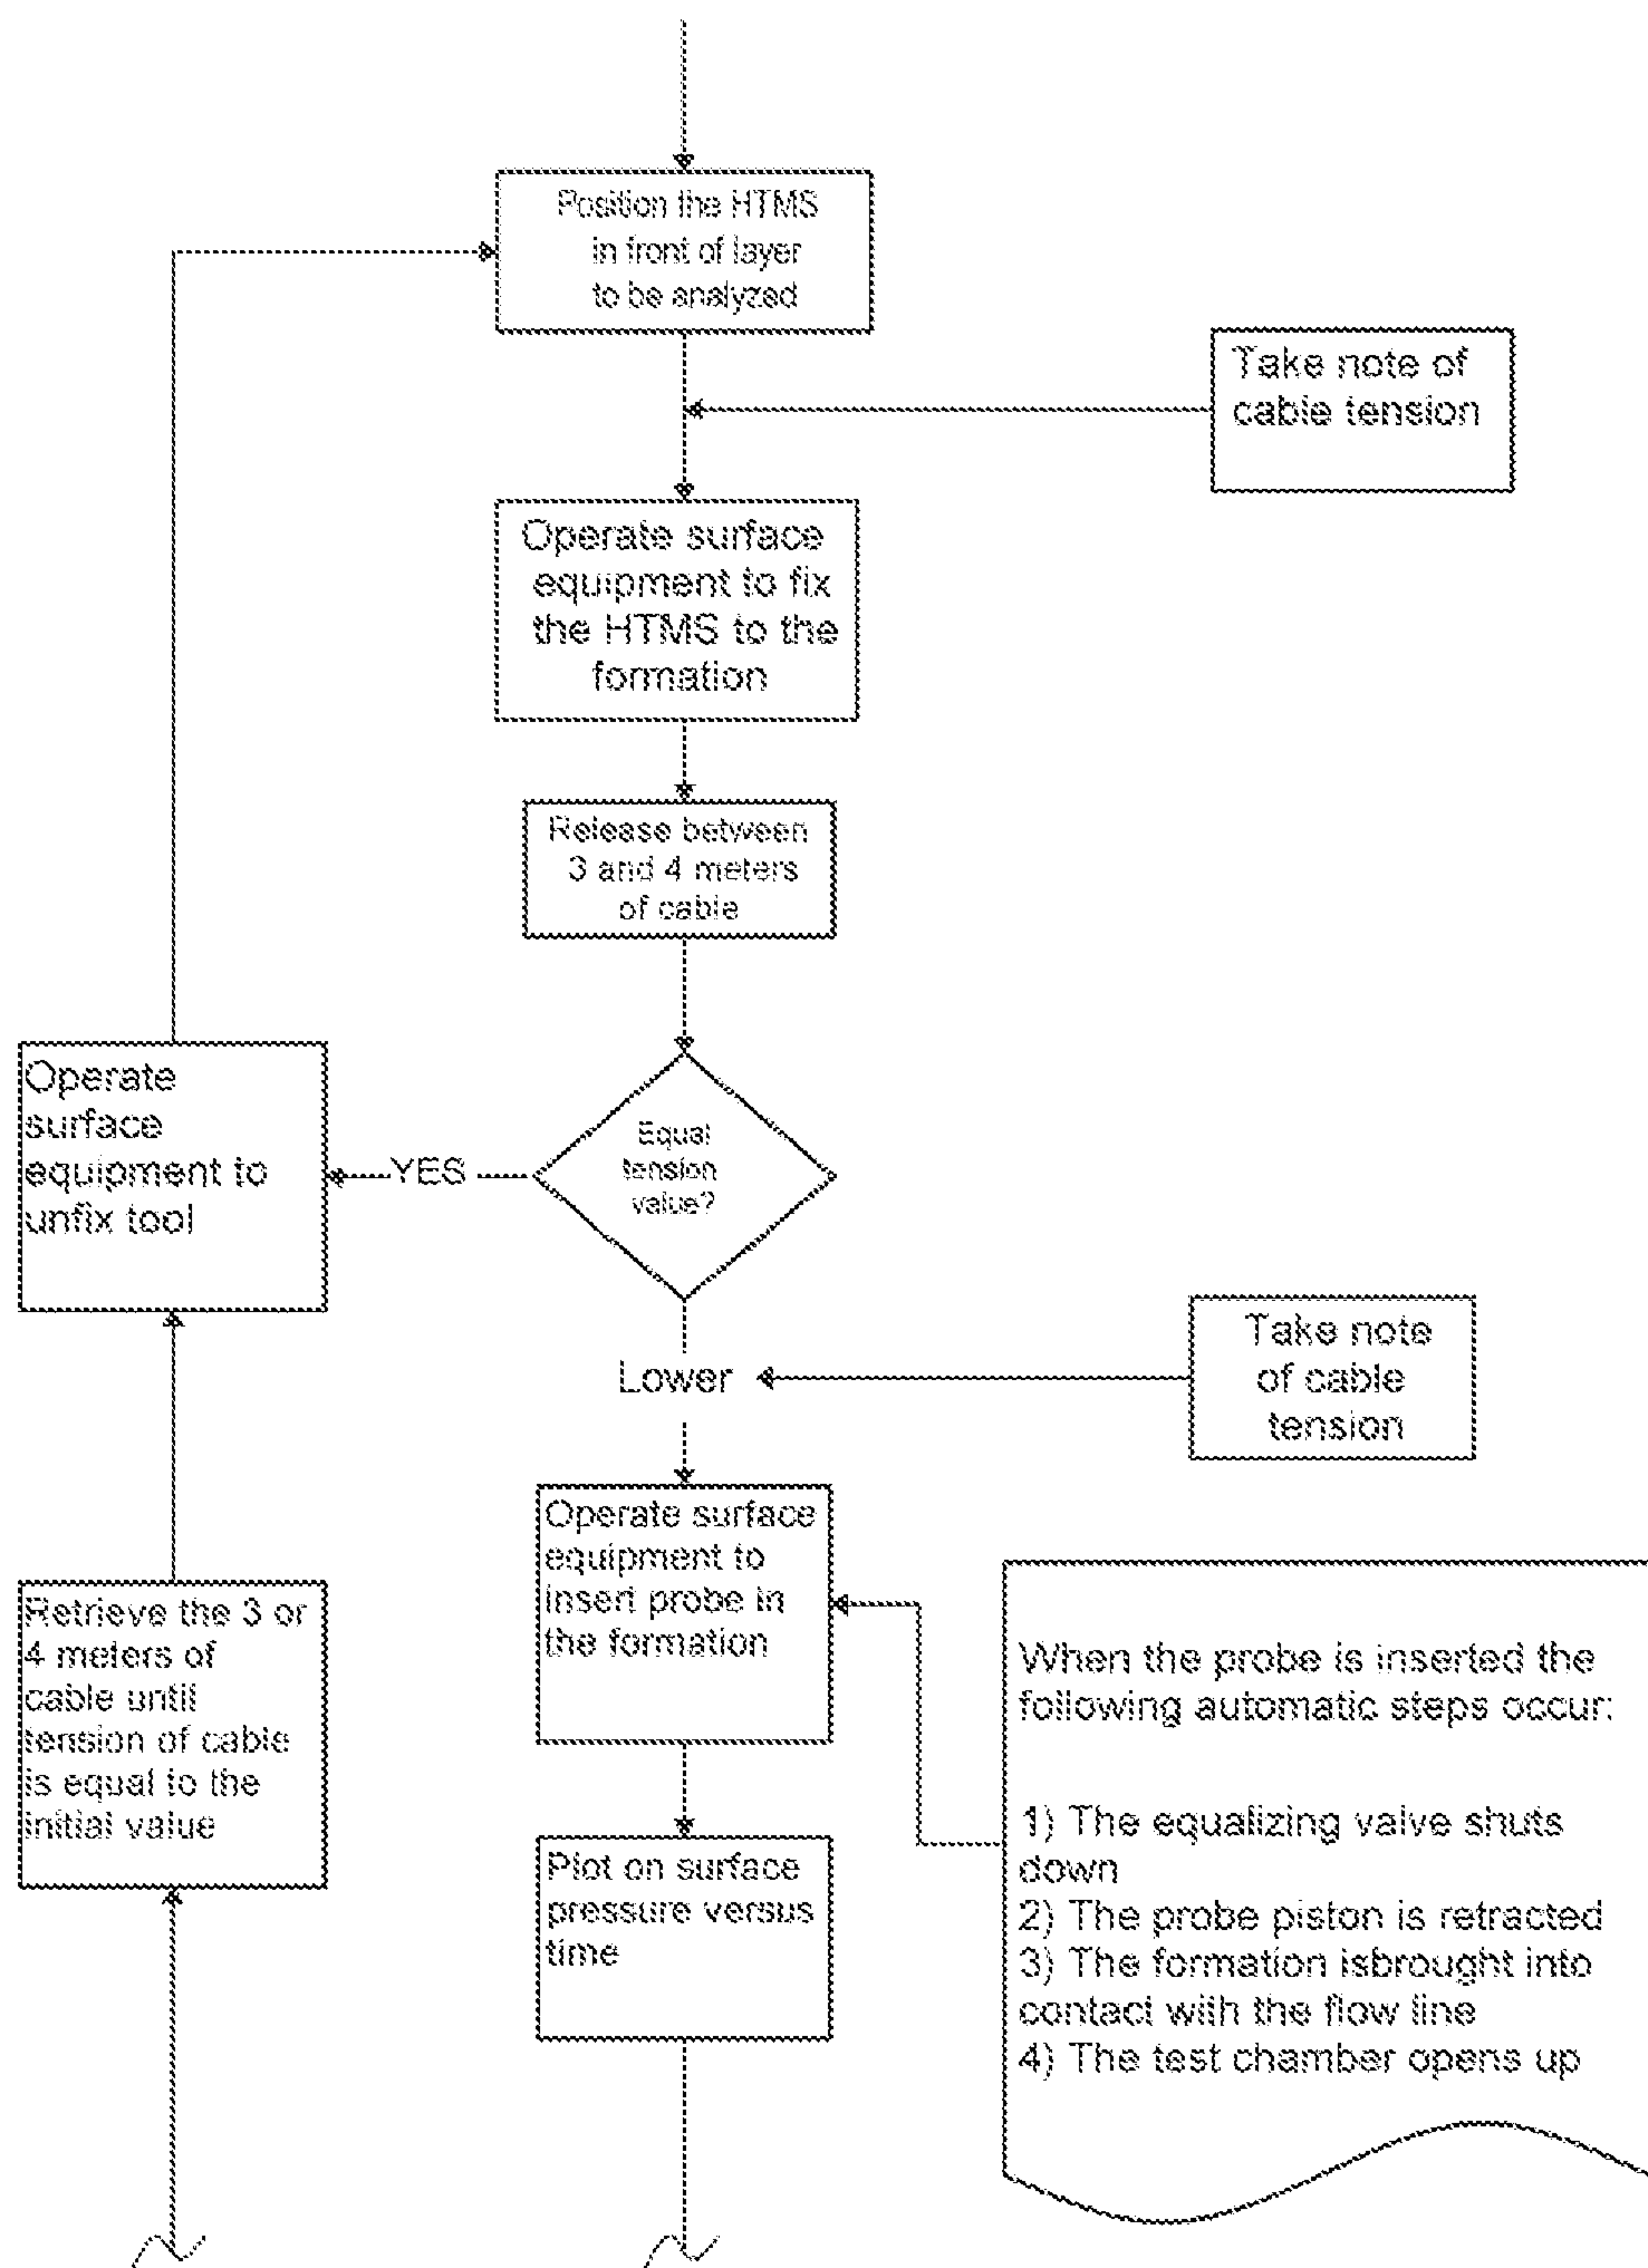 Position the HTMS
in front of layer
to be analyzed
Take note of
cable tension
Operate surface
equipment to fix
the HTMS to the
formation
Release between
3 and 4 meters
of cable
Operate
surface
equipment to
unfix tool
YES
Equal
tension
value?
Lower
Take note
of cable
tension
Operate surface
equipment to
insert probe in
the formation
Retrieve the 3 or
4 meters of
cable until
tension of cable
is equal to the
initial value
When the probe is inserted the
following automatic steps occur:
1) The equalizing valve shuts
down
2) The probe piston is retracted
3) The formation isbrought into
contact with the flow line
4) The test chamber opens up
Plot on surface
pressure versus
time